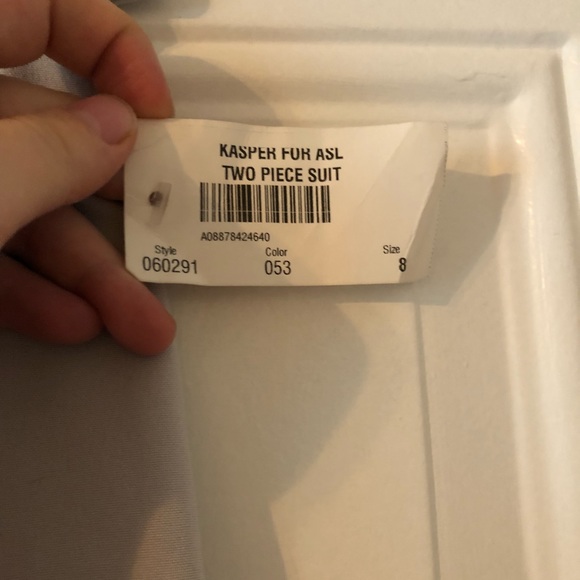 KASPER FOR ASL
TWO PIECE SUIT
A08878424640
Style Color Size
060291 053 8